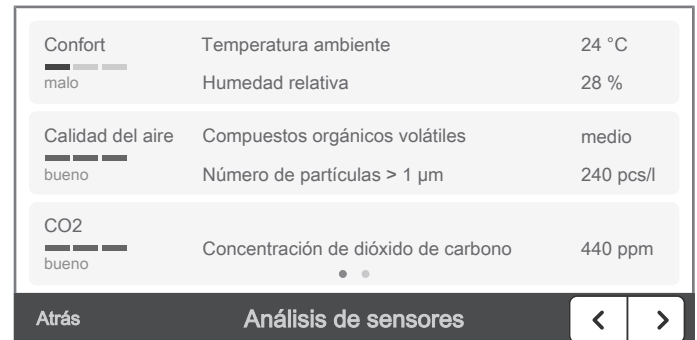 Confort
Temperatura ambiente
24 °C
malo
Humedad relativa
28 %
Calidad del aire
Compuestos orgánicos volátiles
medio
bueno
Número de partículas > 1 µm
240 pcs/l
CO2
bueno
Concentración de dióxido de carbono
440 ppm
Atrás
Análisis de sensores